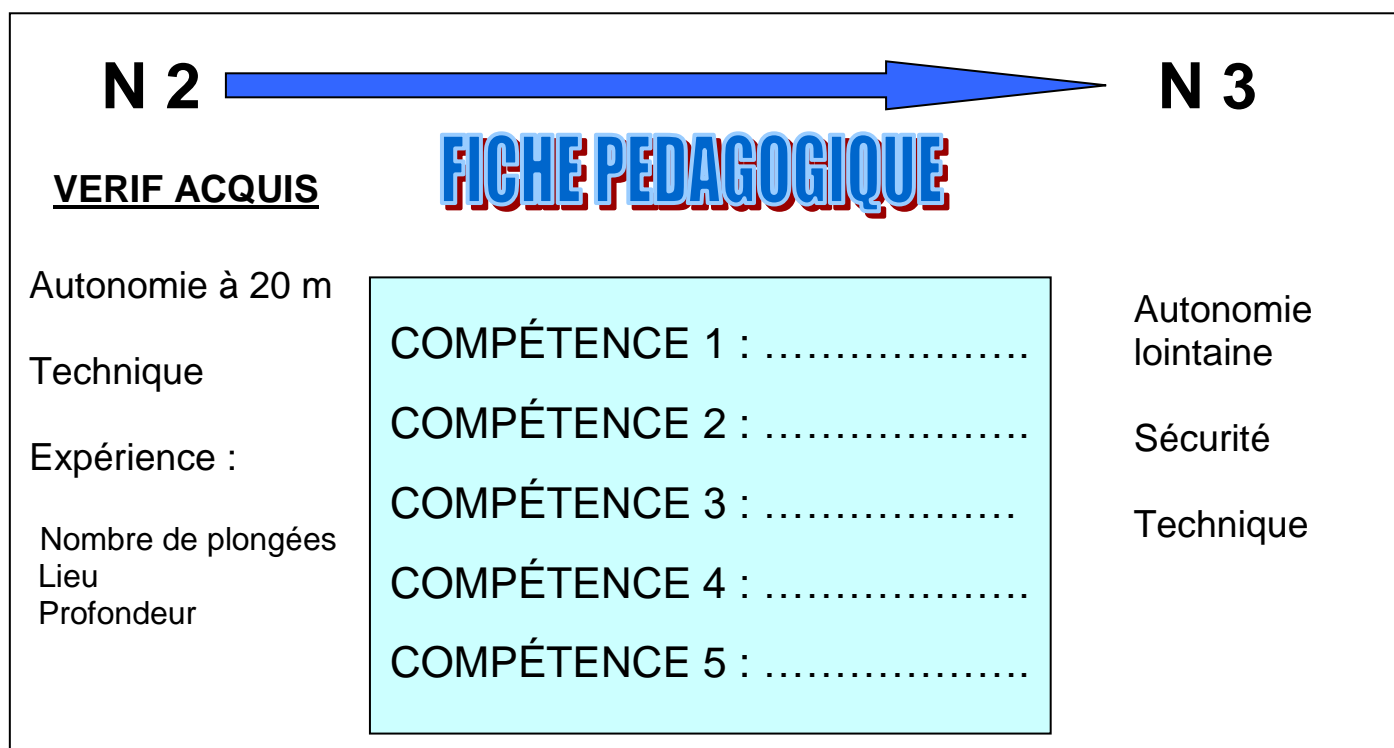 N 2
N 3
FICHE PEDAGOGIQUE
VERIF ACQUIS
Autonomie à 20 m
Technique
Expérience :
Nombre de plongées
Lieu
Profondeur
COMPÉTENCE 1 : ……………….
COMPÉTENCE 2 : ……………….
COMPÉTENCE 3 : ………………
COMPÉTENCE 4 : ……………….
COMPÉTENCE 5 : ……………….
Autonomie
lointaine
Sécurité
Technique